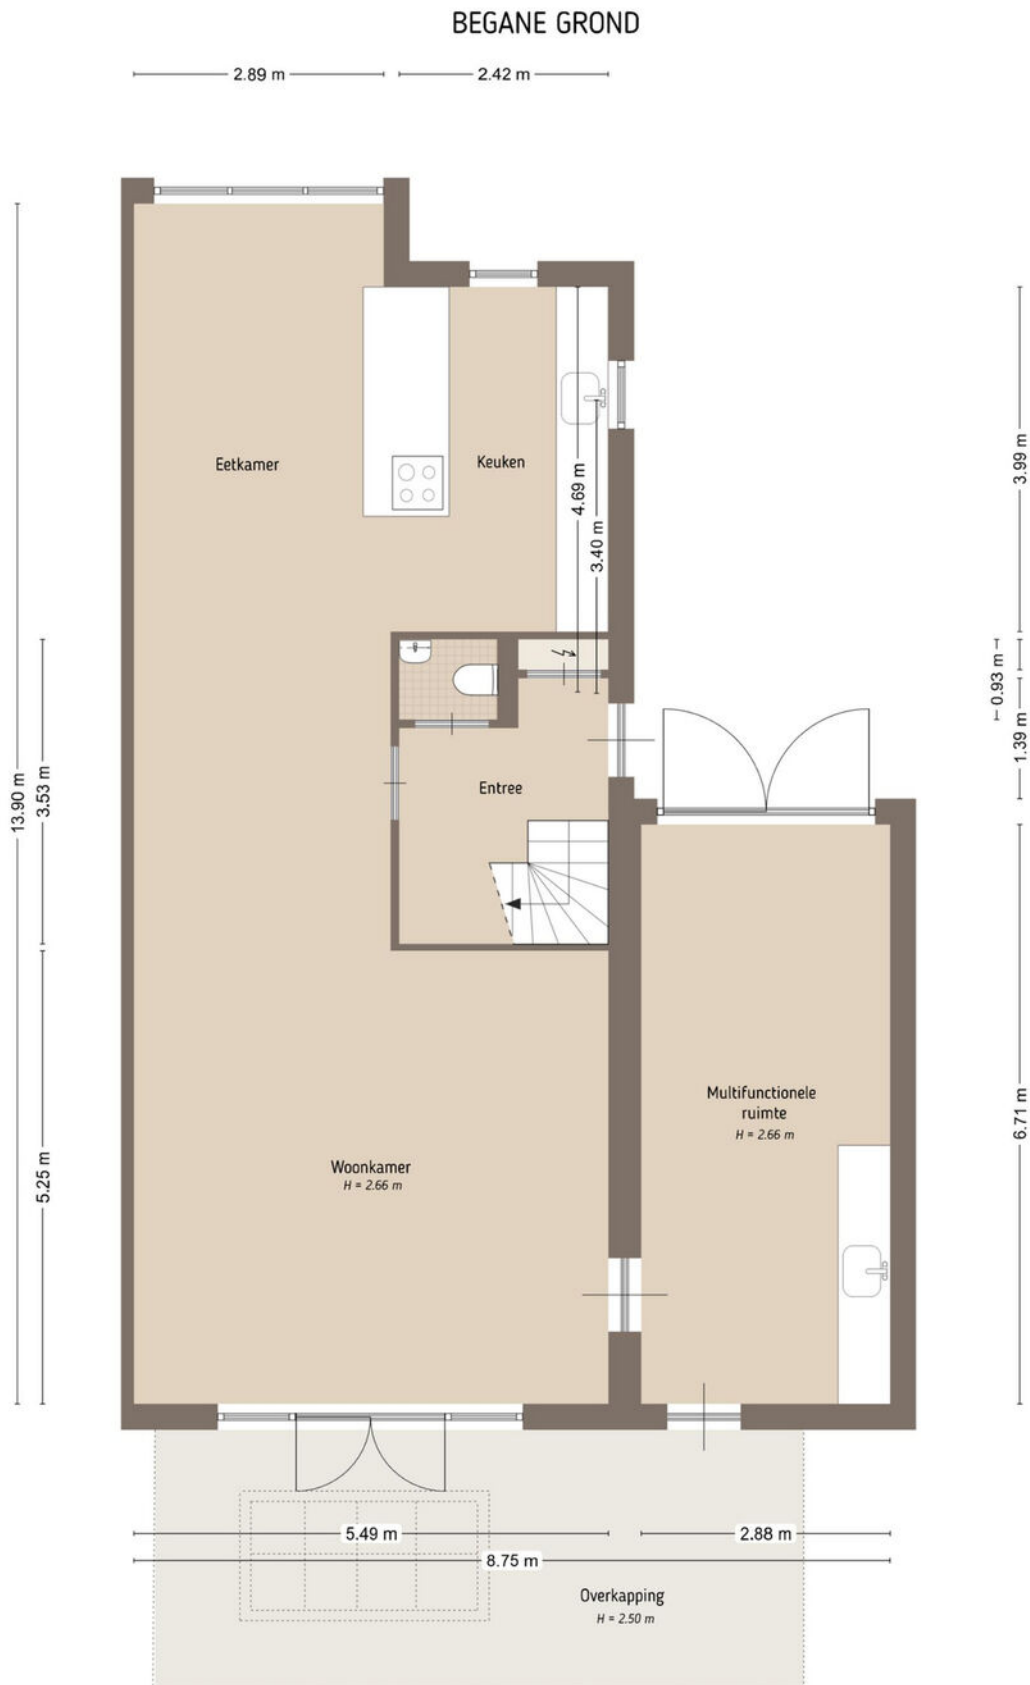 BEGANE GROND
2.89 m
2.42 m
Eetkamer
Keuken
4.69 m
3.40 m
3.99 m
0.93 m
1.39 m
13.90 m
3.53 m
Entree
Multifunctionele
ruimte
H = 2.66 m
6.71 m
5.25 m
Woonkamer
H = 2.66 m
5.49 m
2.88 m
8.75 m
Overkapping
H = 2.50 m